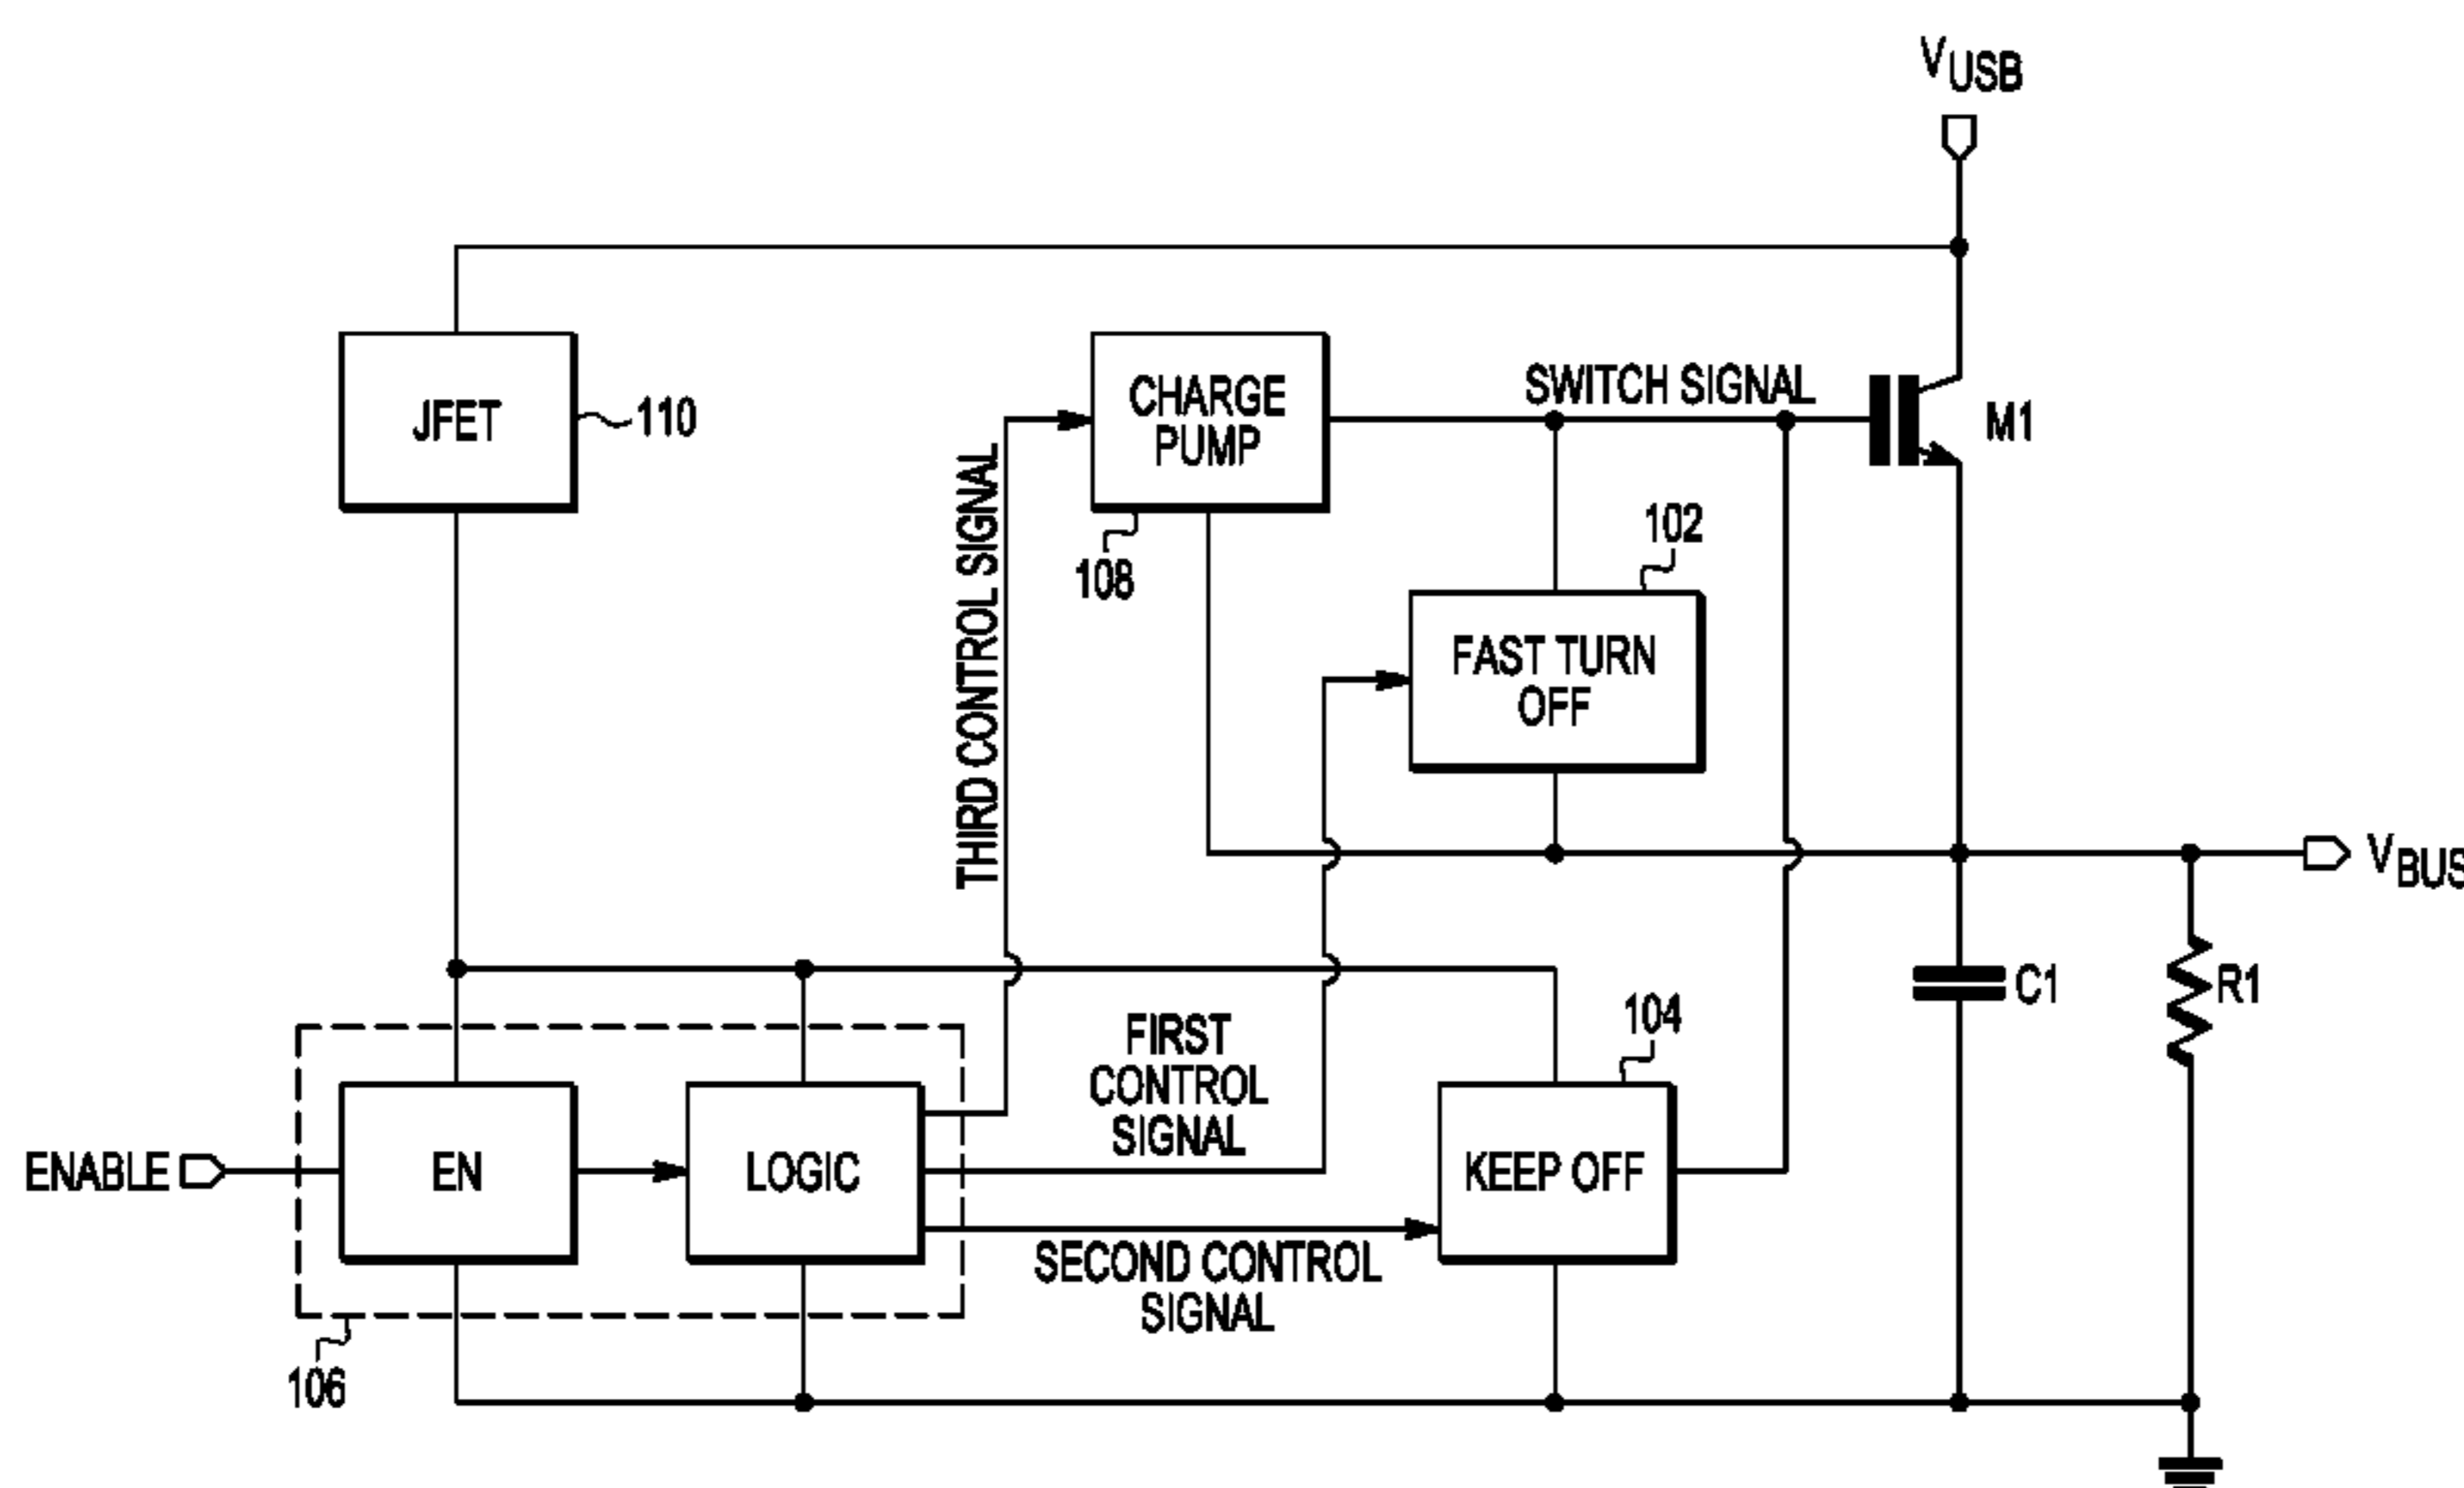 VUSB
JFET
110
CHARGE
PUMP
108
SWITCH SIGNAL
M1
THIRD CONTROL SIGNAL
102
FAST TURN
OFF
VBUS
C1
R1
FIRST
CONTROL
SIGNAL
104
ENABLE
EN
LOGIC
KEEP OFF
SECOND CONTROL
SIGNAL
106